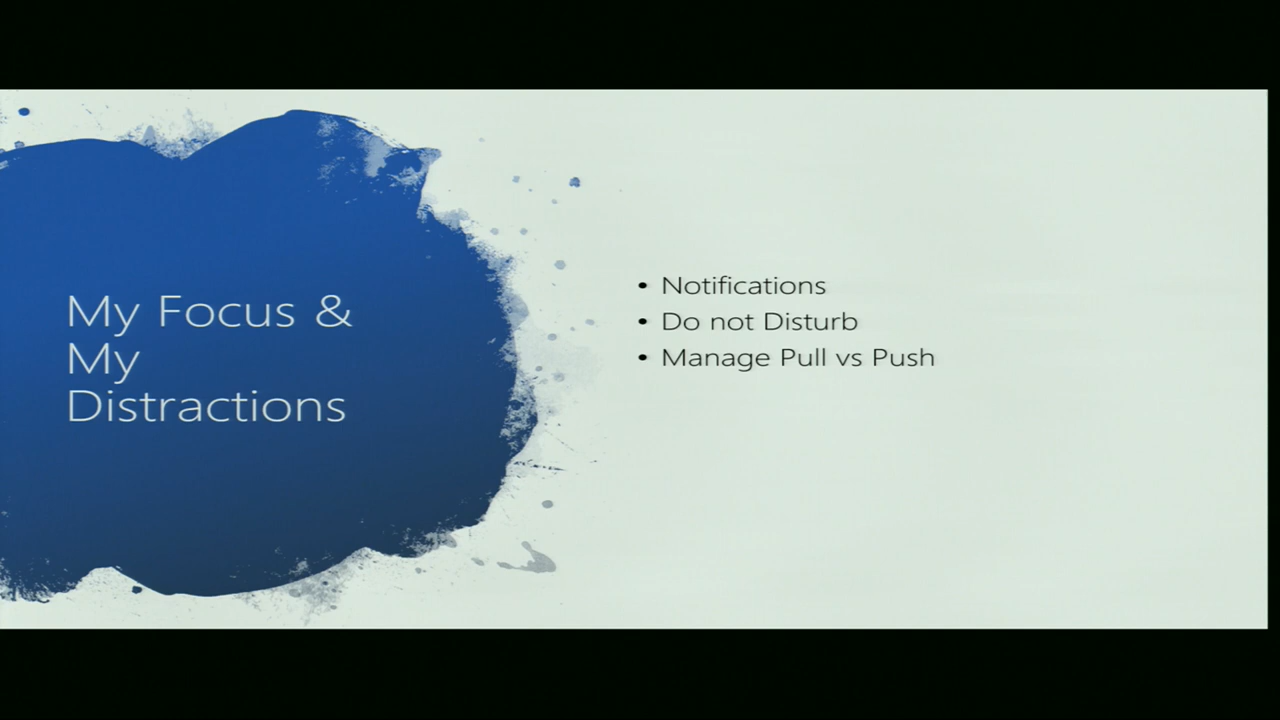 My Focus &
My
Distractions
• Notifications
• Do not Disturb
• Manage Pull vs Push